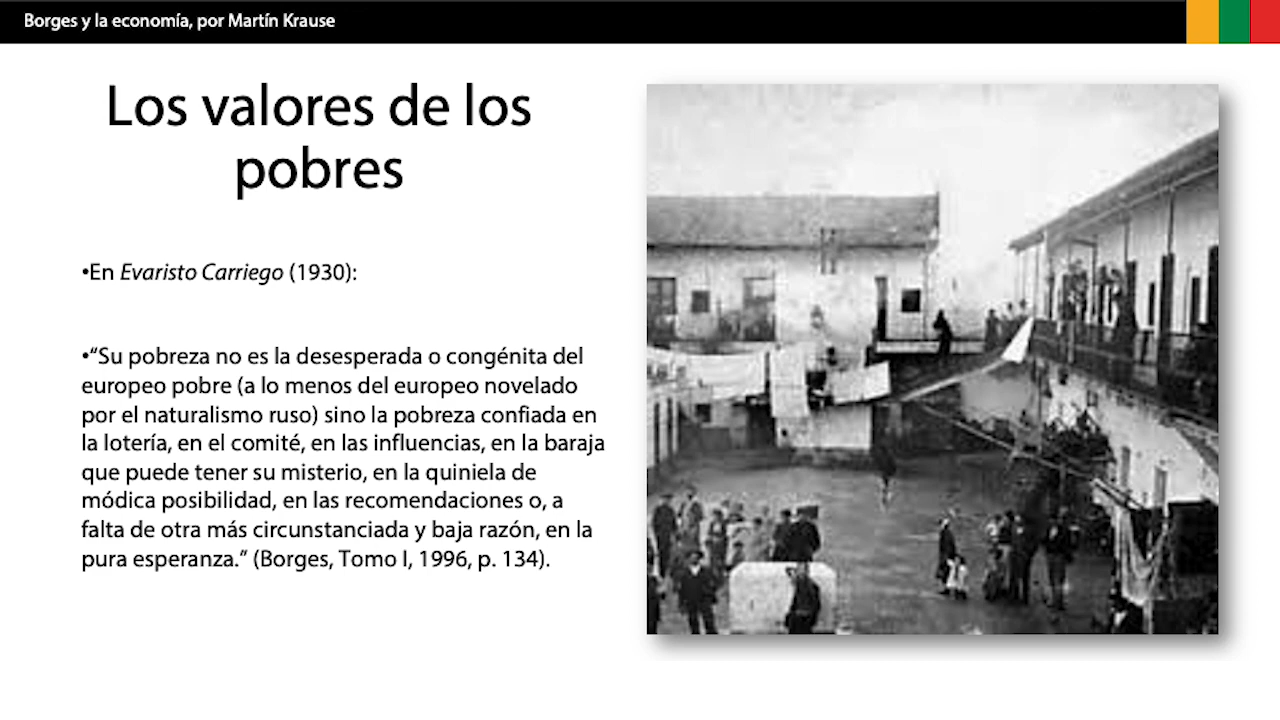 Borges y la economía, por Martín Krause
Los valores de los
pobres
•En Evaristo Carriego (1930):
•“Su pobreza no es la desesperada o congénita del
europeo pobre (a lo menos del europeo novelado
por el naturalismo ruso) sino la pobreza confiada en
la lotería, en el comité, en las influencias, en la baraja
que puede tener su misterio, en la quiniela de
módica posibilidad, en las recomendaciones o, a
falta de otra más circunstanciada y baja razón, en la
pura esperanza.” (Borges, Tomo I, 1996, p. 134).